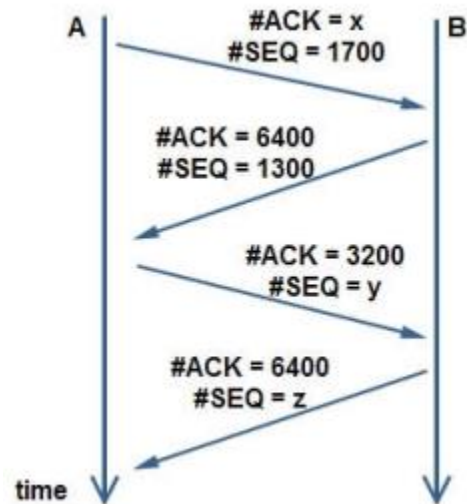 A
B
#ACK = x
#SEQ = 1700
#ACK = 6400
#SEQ = 1300
#ACK = 3200
#SEQ = y
#ACK = 6400
#SEQ = z
time